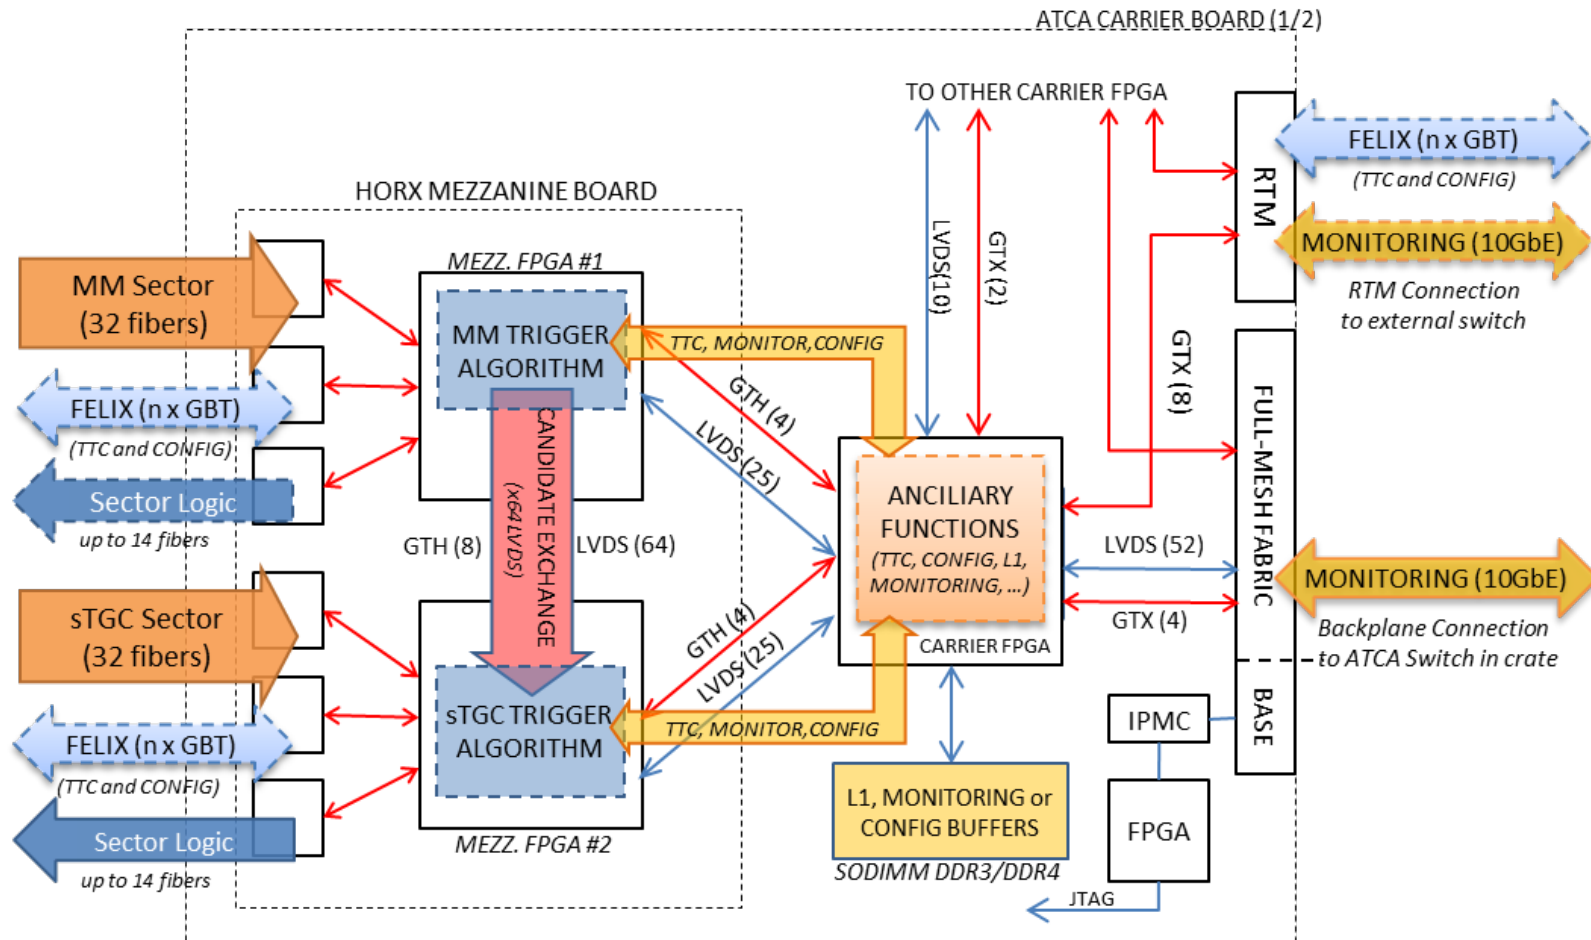 ATCA CARRIER BOARD (1/2)
TO OTHER CARRIER FPGA
FELIX (n x GBT)
(TTC and CONFIG)
RTM
MONITORING (10GbE)
RTM Connection
to external switch
HORX MEZZANINE BOARD
LVDS(10)
GTX (2)
GTX (8)
MEZZ. FPGA #1
MM Sector
(32 fibers)
MM TRIGGER
ALGORITHM
TTC, MONITOR,CONFIG
FELIX (n x GBT)
(TTC and CONFIG)
GTH (4)
LVDS (25)
Sector Logic
up to 14 fibers
CANDIDATE EXCHANGE
(x64 LVDS)
GTH (8)
LVDS (64)
ANCILIARY
FUNCTIONS
(TTC, CONFIG, L1,
MONITORING, ...)
CARRIER FPGA
LVDS (52)
GTX (4)
FULL-MESH FABRIC
MONITORING (10GbE)
Backplane Connection
to ATCA Switch in crate
BASE
sTGC Sector
(32 fibers)
GTH (4)
LVDS (25)
sTGC TRIGGER
ALGORITHM
TTC, MONITOR,CONFIG
FELIX (n x GBT)
(TTC and CONFIG)
Sector Logic
up to 14 fibers
MEZZ. FPGA #2
L1, MONITORING or
CONFIG BUFFERS
SODIMM DDR3/DDR4
IPMC
FPGA
JTAG